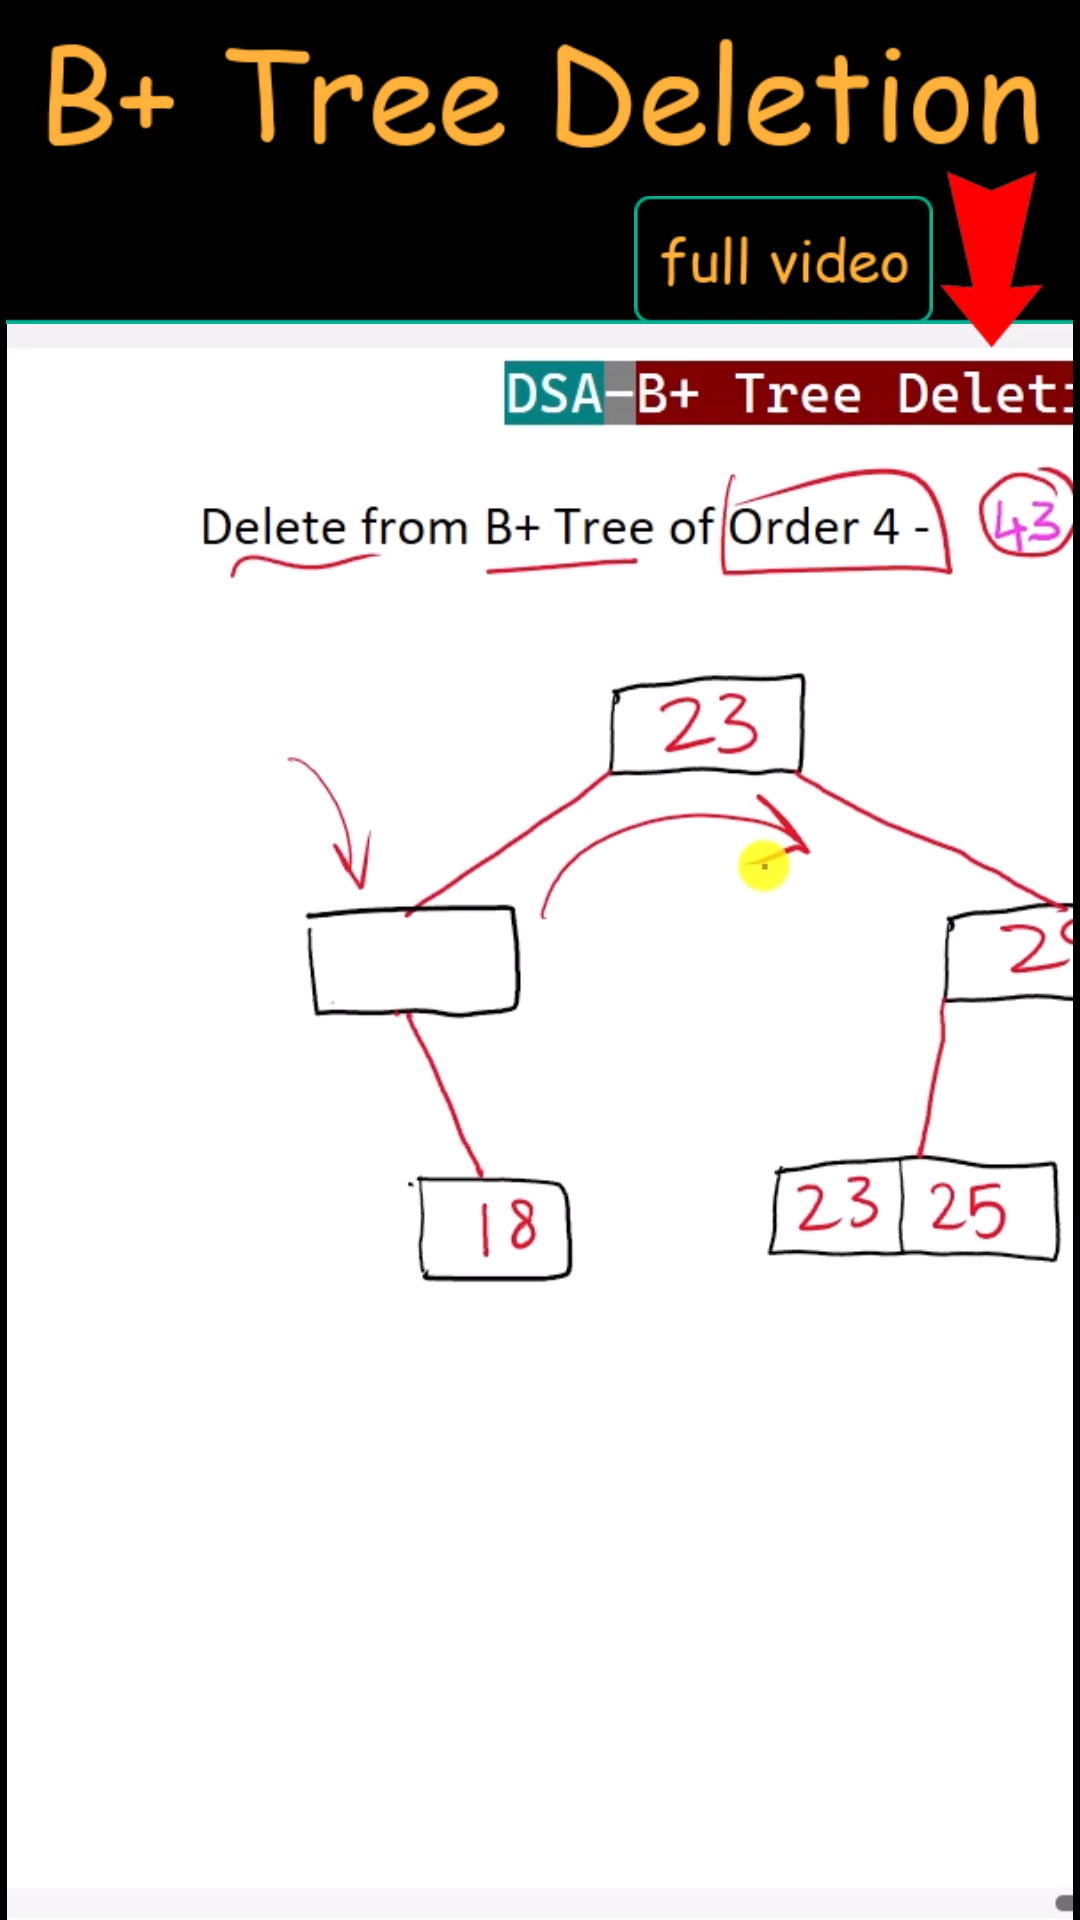 B+ Tree Deletion
full video
DSA-B+ Tree Delet
Delete from B+ Tree of Order 4 - 43
23
18
23 25